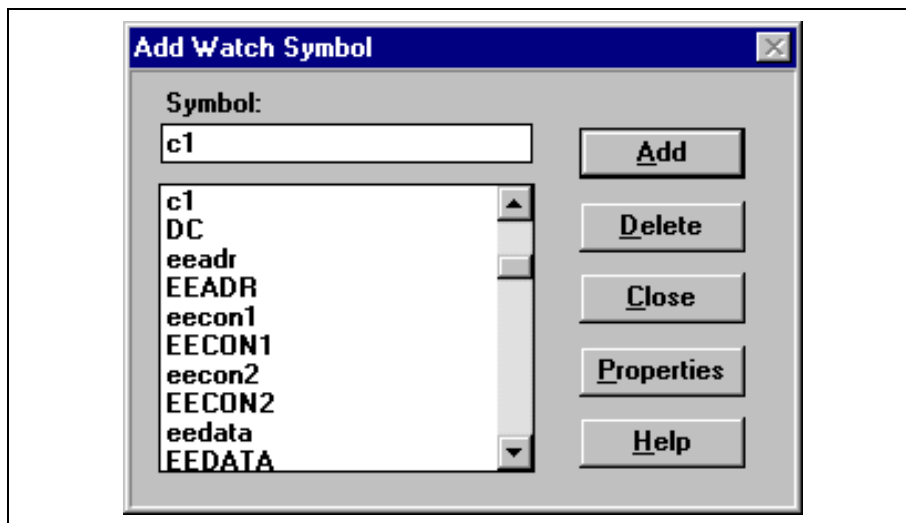 Add Watch Symbol
Symbol:
c1
c1
DC
eeadr
EEADR
eecon1
EECON1
eecon2
EECON2
eedata
EEDATA
Add
Delete
Close
Properties
Help